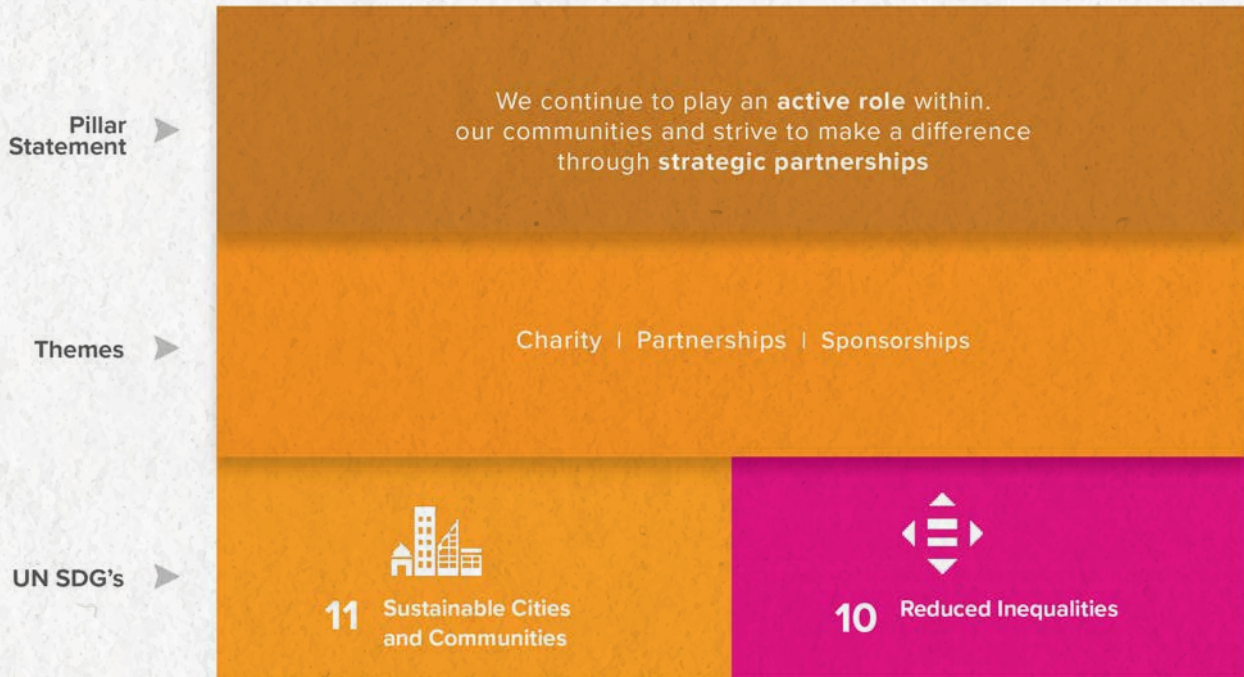 Pillar
Statement
We continue to play an active role within.
our communities and strive to make a difference
through strategic partnerships
Themes
Charity | Partnerships | Sponsorships
UN SDG's
11 Sustainable Cities
and Communities
10 Reduced Inequalities